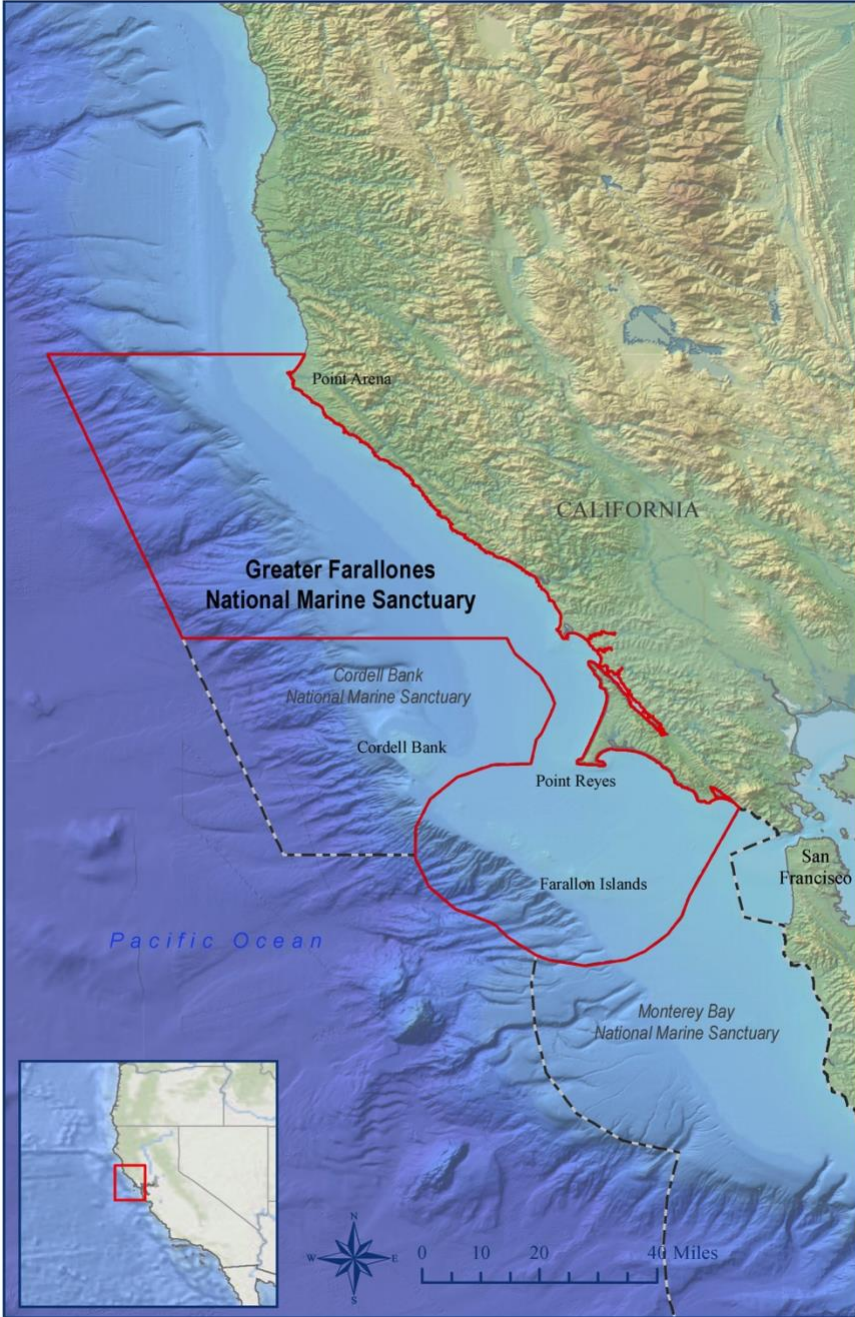 Point Arena
CALIFORNIA
Greater Farallones
National Marine Sanctuary
Cordell Bank
National Marine Sanctuary
Cordell Bank
Point Reyes
San
Francisco
Farallon Islands
Pacific Ocean
Monterey Bay
National Marine Sanctuary
N
W
E
S
0 10 20 40 Miles